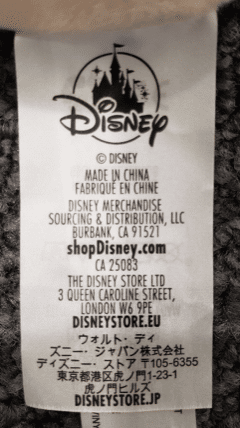 Disney
© DISNEY
MADE IN CHINA
FABRIQUÉ EN CHINE
DISNEY MERCHANDISE
SOURCING & DISTRIBUTION, LLC
BURBANK, CA 91521
shopDisney.com
CA 25083
THE DISNEY STORE LTD
3 QUEEN CAROLINE STREET,
LONDON W6 9PE
DISNEYSTORE.EU
ウォルト・ディ
ズニー・ジャパン株式会社
ディズニー・ストア 〒105-6355
東京都港区虎ノ門1-23-1
虎ノ門ヒルズ
DISNEYSTORE.JP